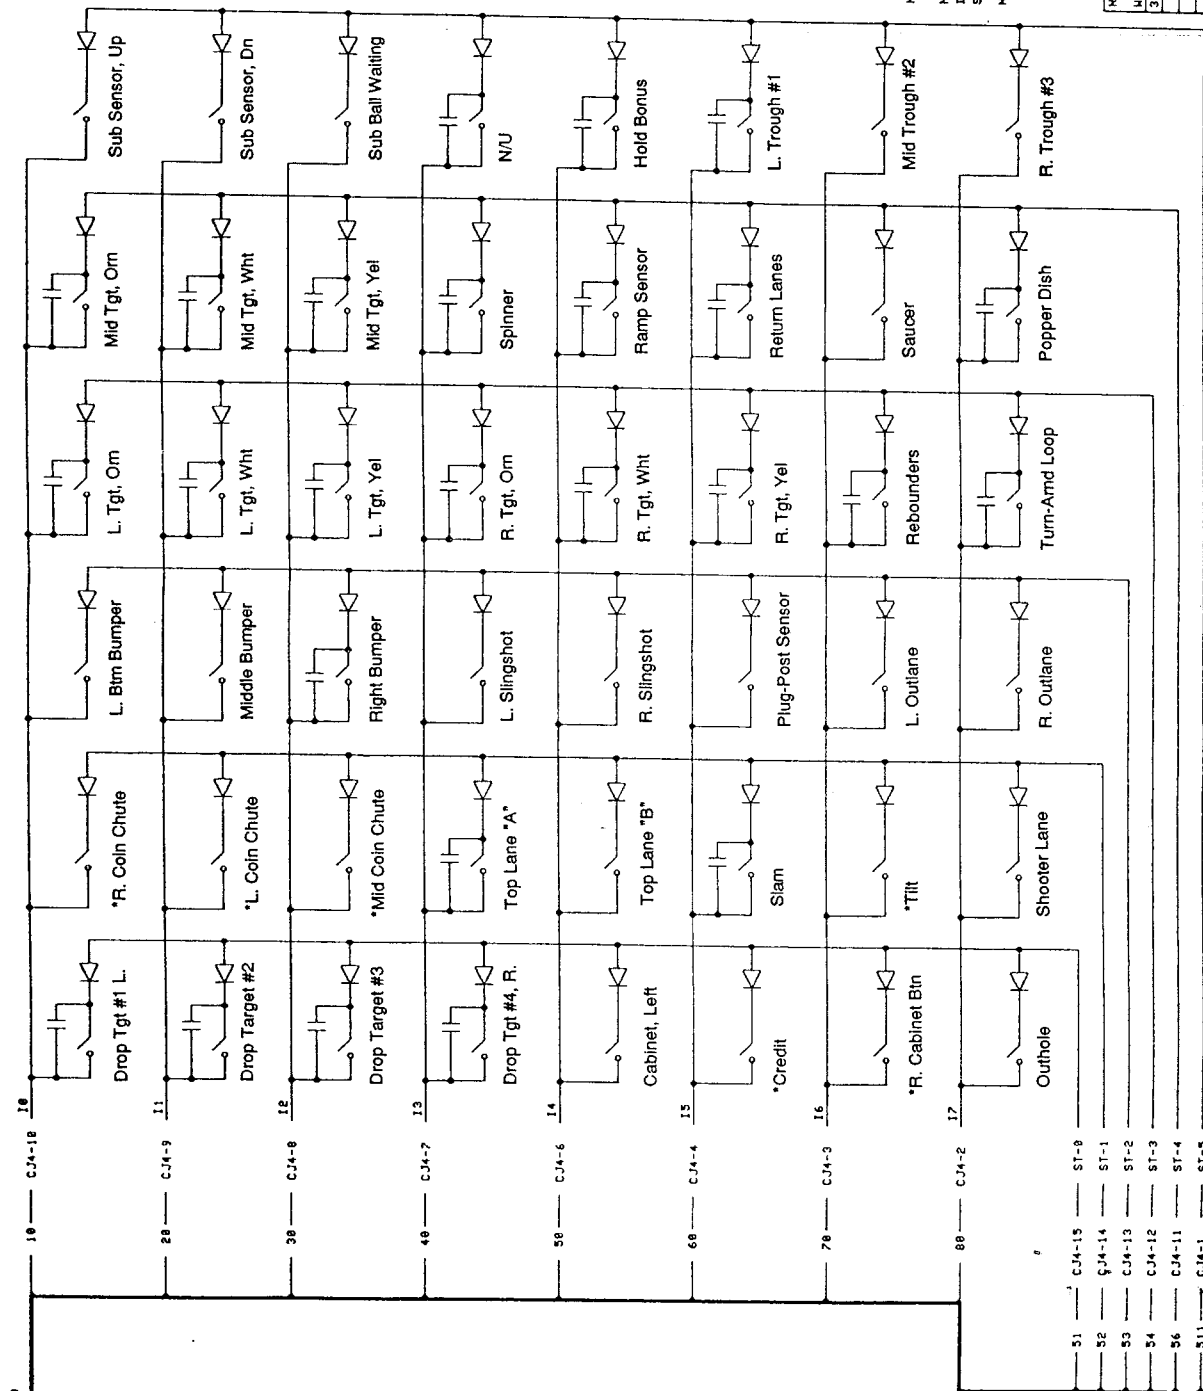 10 CJ4-10 I0
Drop Tgt #1 L.
*R. Coin Chute
L. Btm Bumper
L. Tgt, Orn
Mid Tgt, Orn
Sub Sensor, Up
20 CJ4-9 I1
Drop Target #2
*L. Coin Chute
Middle Bumper
L. Tgt, Wht
Mid Tgt, Wht
Sub Sensor, Dn
30 CJ4-8 I2
Drop Target #3
*Mid Coin Chute
Right Bumper
L. Tgt, Yel
Mid Tgt, Yel
Sub Ball Waiting
40 CJ4-7 I3
Drop Tgt #4, R.
Top Lane "A"
L. Slingshot
R. Tgt, Orn
Spinner
N/U
50 CJ4-6 I4
Cabinet, Left
Top Lane "B"
R. Slingshot
R. Tgt, Wht
Ramp Sensor
Hold Bonus
60 CJ4-4 I5
*Credit
Slam
Plug-Post Sensor
R. Tgt, Yel
Return Lanes
L. Trough #1
70 CJ4-3 I6
*R. Cabinet Btn
*Tilt
L. Outlane
Rebounders
Saucer
Mid Trough #2
80 CJ4-2 I7
Outhole
Shooter Lane
R. Outlane
Turn-Arnd Loop
Popper Dish
R. Trough #3
51 CJ4-15 ST-0
52 CJ4-14 ST-1
53 CJ4-13 ST-2
54 CJ4-12 ST-3
56 CJ4-11 ST-4
511 CJ4-1 ST-5